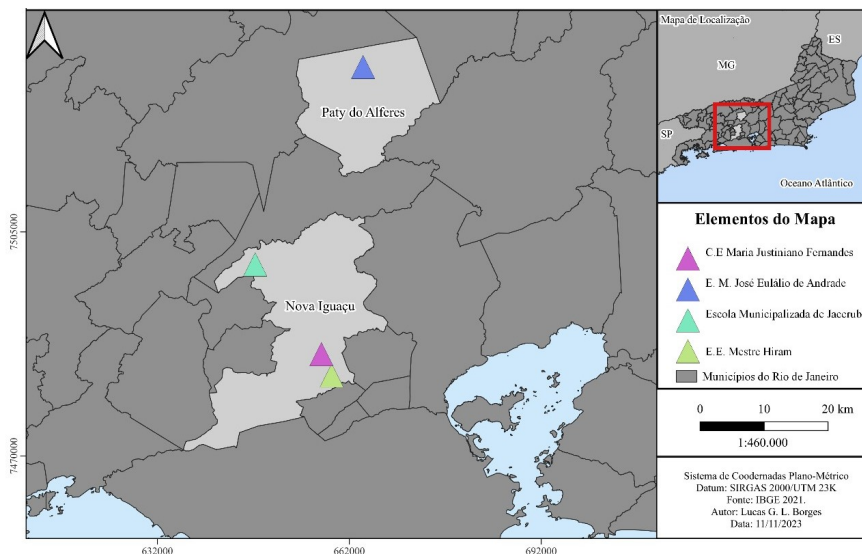 Paty do Alferes
Nova Iguaçu
7505000
7470000
632000
662000
692000
Mapa de Localização
ES
MG
SP
Oceano Atlântico
Elementos do Mapa
C.E Maria Justiniano Fernandes
E. M. José Eulálio de Andrade
Escola Municipalizada de Jacerub
E.E. Mestre Hiram
Municípios do Rio de Janeiro
0 10 20 km
1:460.000
Sistema de Coodernadas Plano-Métrico
Datum: SIRGAS 2000/UTM 23K
Fonte: IBGE 2021.
Autor: Lucas G. L. Borges
Data: 11/11/2023